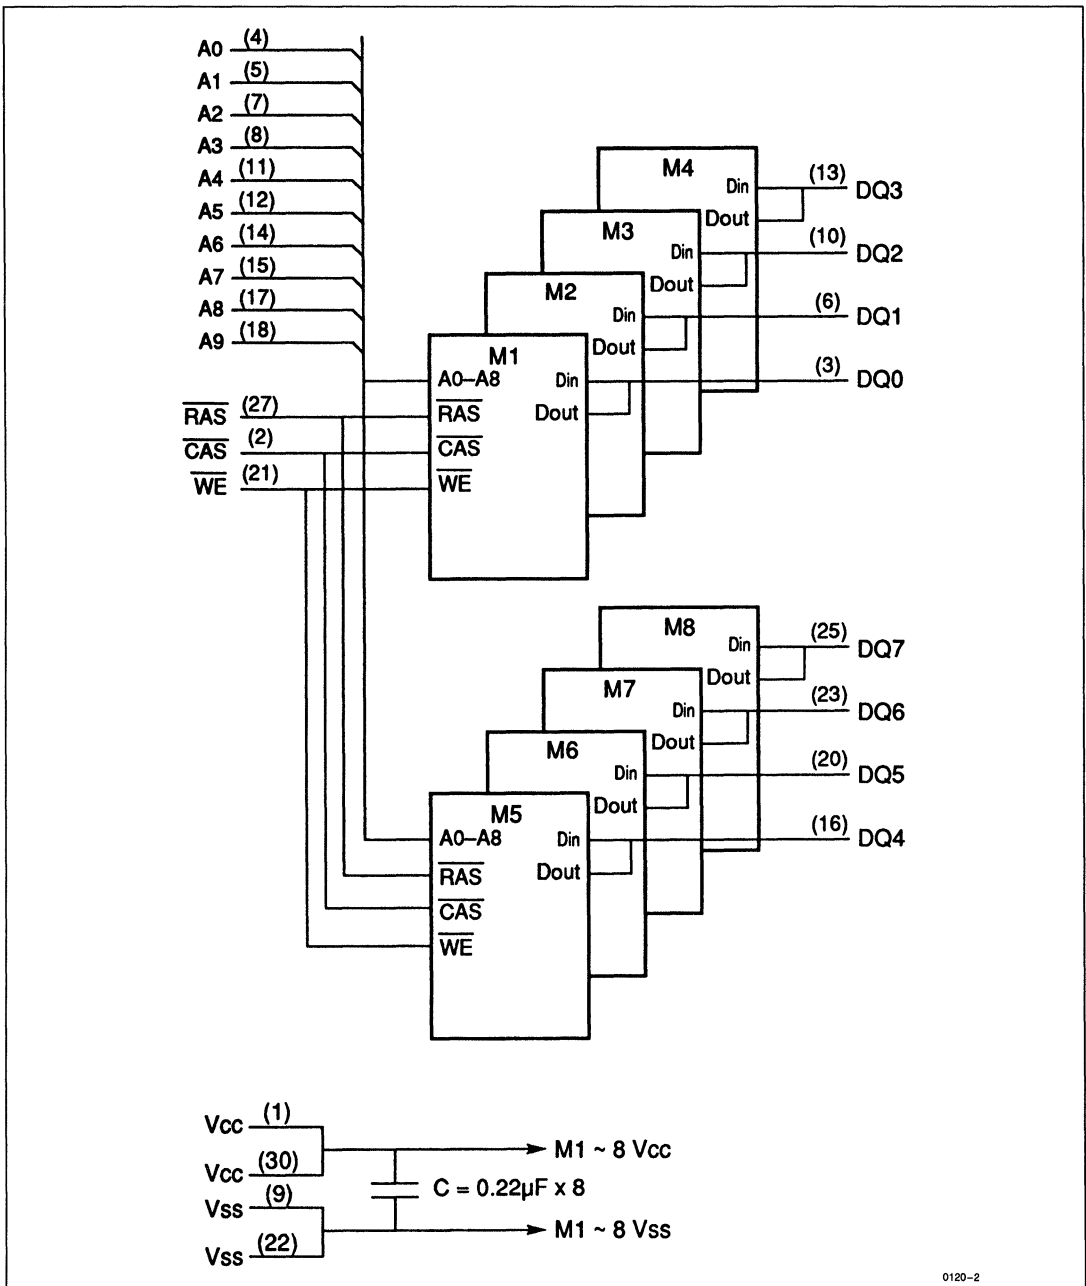 A0 (4)
A1 (5)
A2 (7)
A3 (8)
A4 (11)
A5 (12)
A6 (14)
A7 (15)
A8 (17)
A9 (18)
RAS (27)
CAS (2)
WE (21)
M4
Din (13) DQ3
Dout
M3
Din (10) DQ2
Dout
M2
Din (6) DQ1
Dout
M1
A0–A8 Din (3) DQ0
RAS Dout
CAS
WE
M8
Din (25) DQ7
Dout
M7
Din (23) DQ6
Dout
M6
Din (20) DQ5
Dout
M5
A0–A8 Din (16) DQ4
RAS Dout
CAS
WE
Vcc (1)
M1 ~ 8 Vcc
Vcc (30)
C = 0.22µF x 8
Vss (9)
M1 ~ 8 Vss
Vss (22)
0120–2